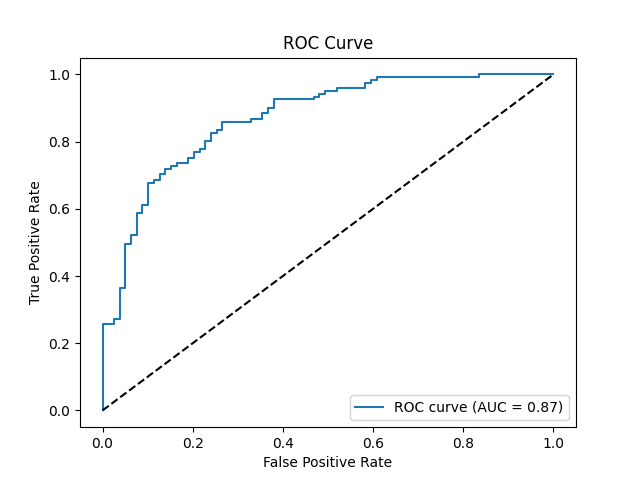 ROC Curve
True Positive Rate
1.0
0.8
0.6
0.4
0.2
0.0
ROC curve (AUC = 0.87)
0.0 0.2 0.4 0.6 0.8 1.0
False Positive Rate